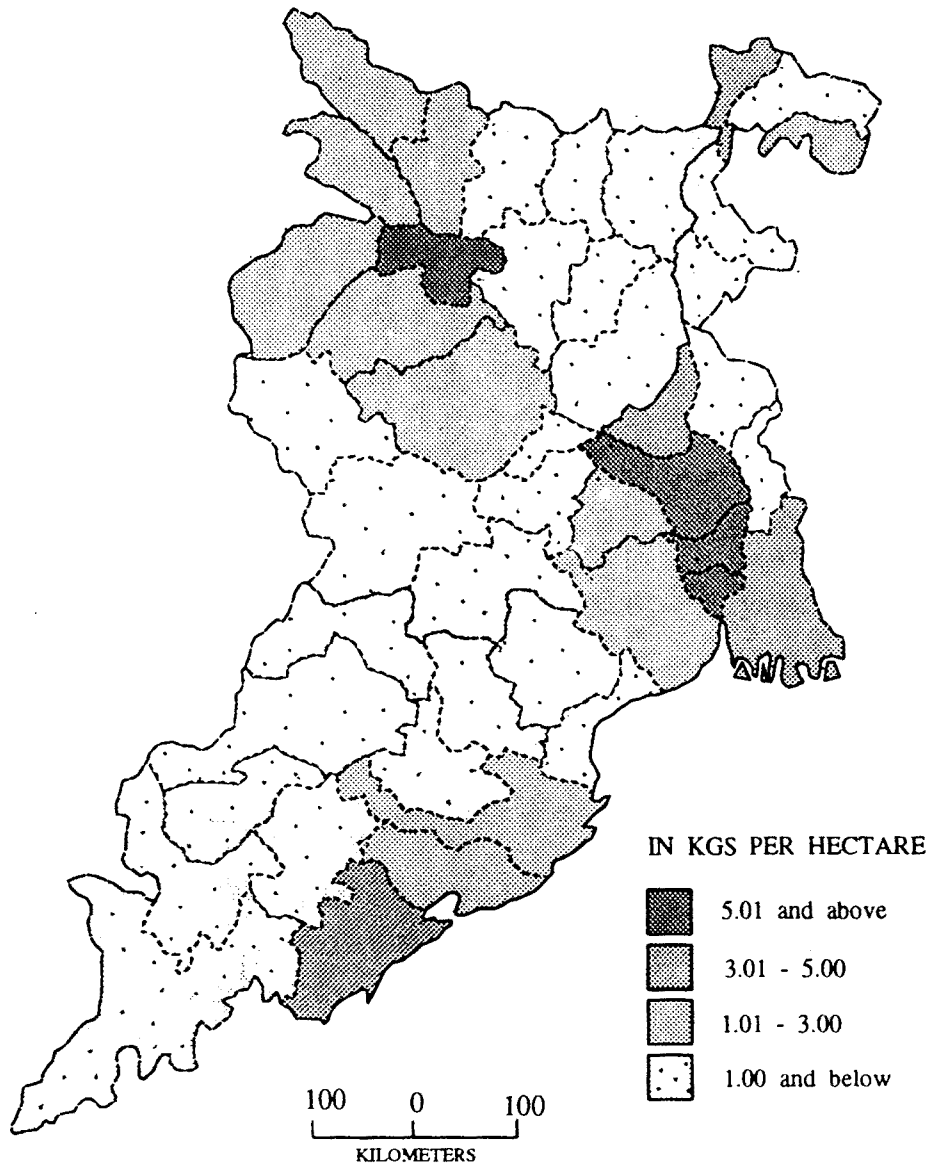 IN KGS PER HECTARE
5.01 and above
3.01 - 5.00
1.01 - 3.00
1.00 and below
100 0 100
KILOMETERS